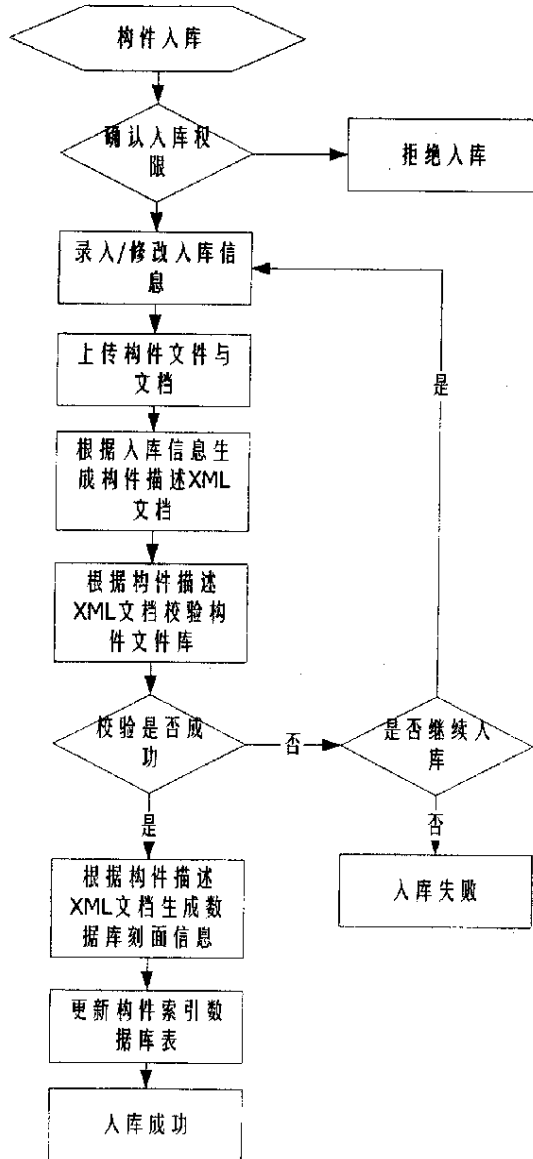 构件入库
确认入库权
限
拒绝入库
录入/修改入库信
息
上传构件文件与
文档
是
根据入库信息生
成构件描述XML
文档
根据构件描述
XML文档校验构
件文件库
校验是否成
功
否
是否继续入
库
是
否
根据构件描述
XML文档生成数
据库刻面信息
入库失败
更新构件索引数
据库表
入库成功